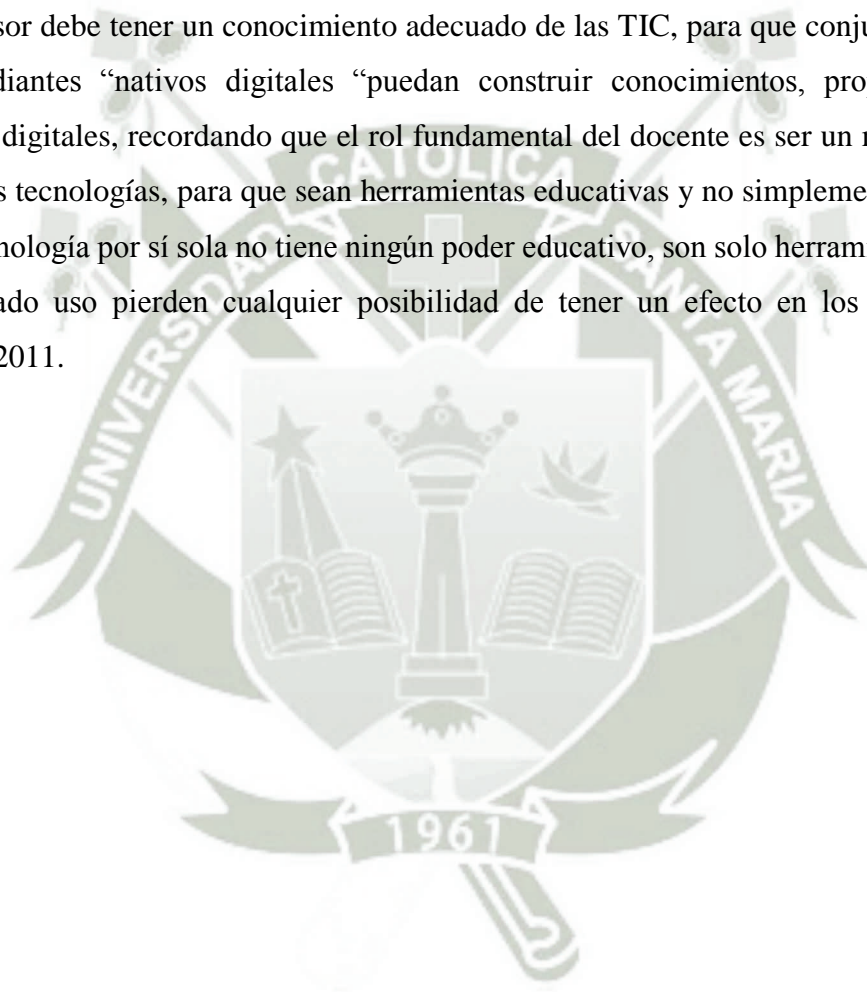 sor debe tener un conocimiento adecuado de las TIC, para que conju
diantes “nativos digitales “puedan construir conocimientos, pro
digitales, recordando que el rol fundamental del docente es ser un
s tecnologías, para que sean herramientas educativas y no simpleme
nología por sí sola no tiene ningún poder educativo, son solo herram
ado uso pierden cualquier posibilidad de tener un efecto en los
2011.
UNIVERSIDAD CATOLICA SANTA MARIA
1961